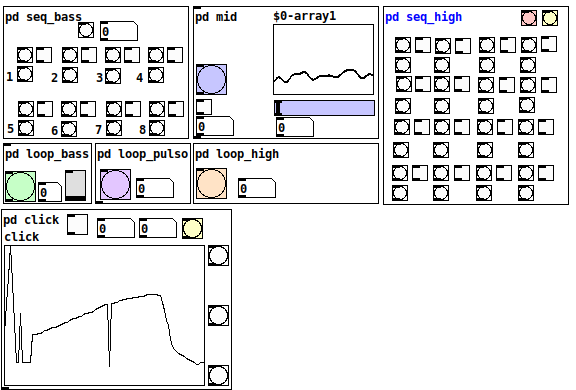 pd seq_bass
0
1 2 3 4
5 6 7 8
pd mid
$0-array1
0
0
pd seq_high
pd loop_bass
0
pd loop_pulso
0
pd loop_high
0
pd click
0
0
click